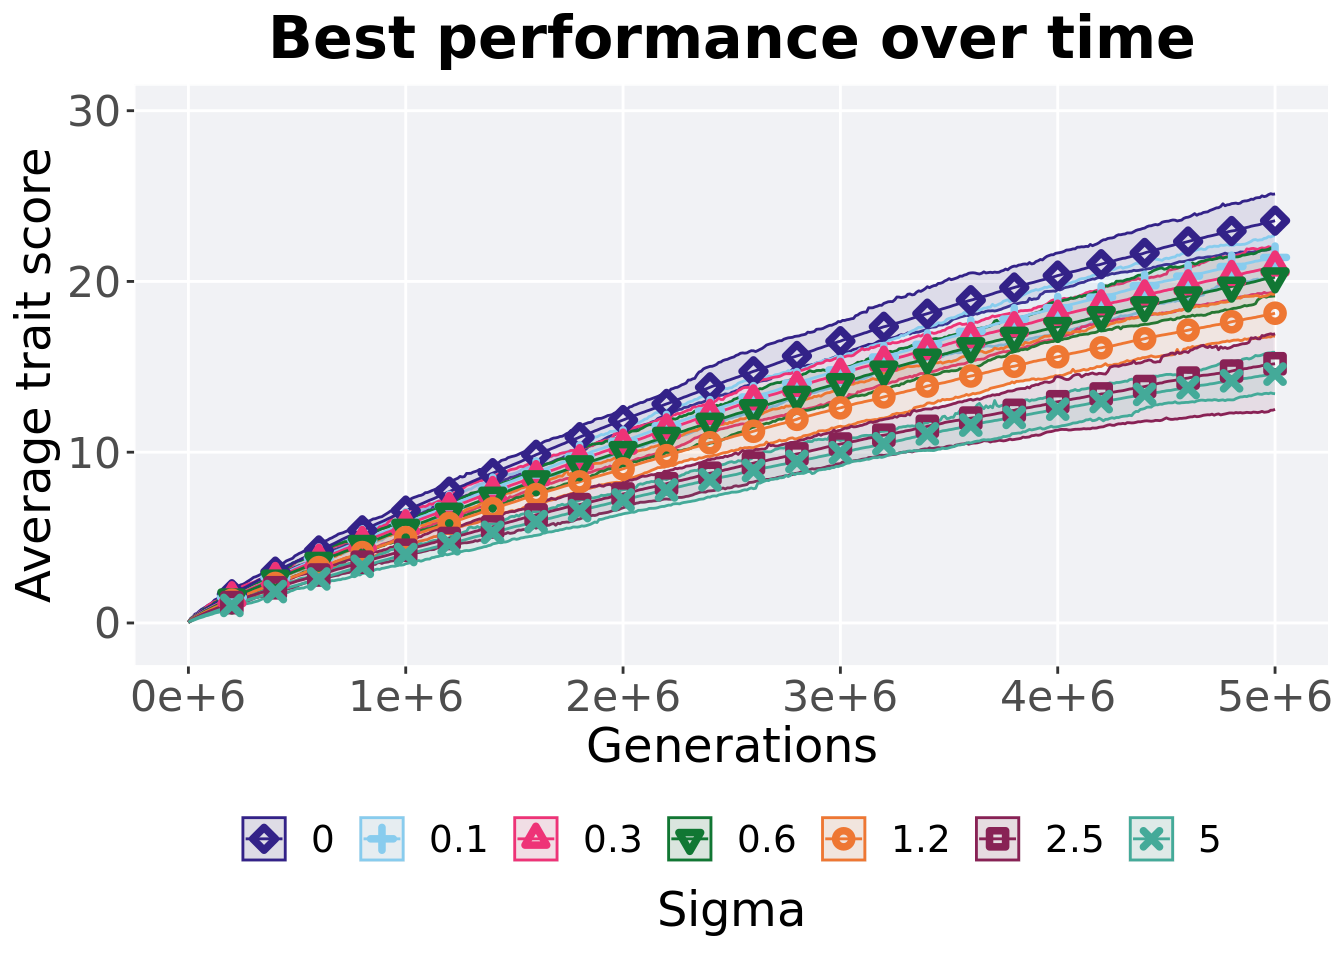 Best performance over time
30
20
10
0
Average trait score
0e+6 1e+6 2e+6 3e+6 4e+6 5e+6
Generations
0 0.1 0.3 0.6 1.2 2.5 5
Sigma